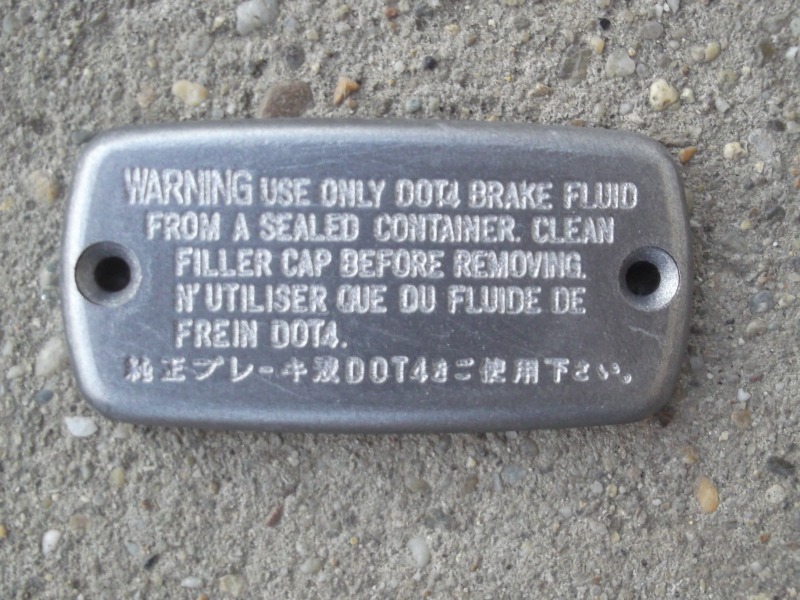 WARNING USE ONLY DOT4 BRAKE FLUID
FROM A SEALED CONTAINER. CLEAN
FILLER CAP BEFORE REMOVING.
N'UTILISER QUE DU FLUIDE DE
FREIN DOT4.
純正ブレーキ液DOT4をご使用下さい。